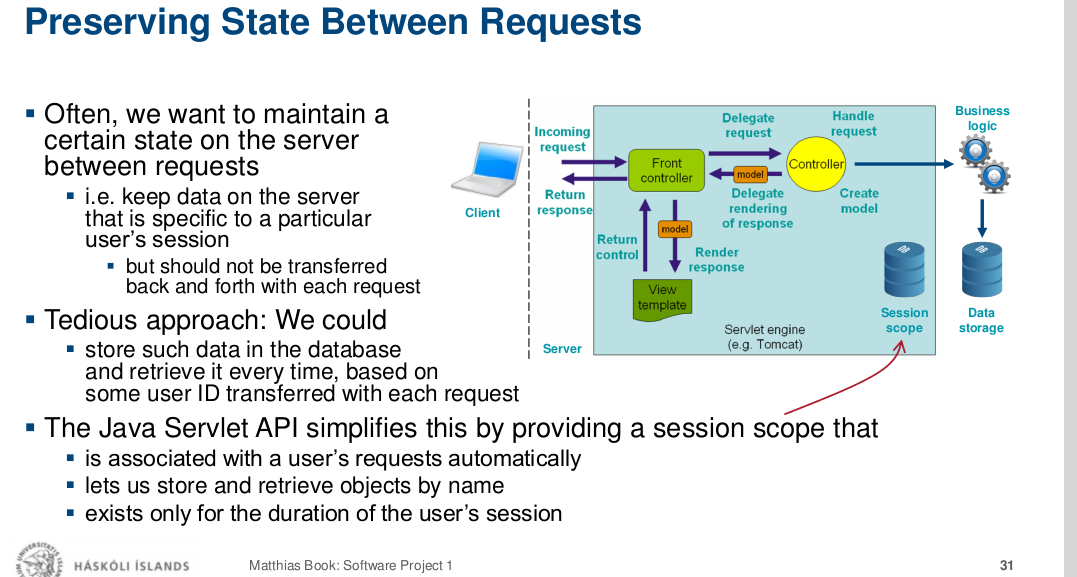 Preserving State Between Requests
▪ Often, we want to maintain a
certain state on the server
between requests
▪ i.e. keep data on the server
that is specific to a particular
user's session
▪ but should not be transferred
back and forth with each request
▪ Tedious approach: We could
▪ store such data in the database
and retrieve it every time, based on
some user ID transferred with each request
▪ The Java Servlet API simplifies this by providing a session scope that
▪ is associated with a user's requests automatically
▪ lets us store and retrieve objects by name
▪ exists only for the duration of the user's session
Client
Server
Incoming
request
Return
response
Front
controller
Delegate
request
model
Delegate
rendering
of response
Handle
request
Controller
Create
model
Business
logic
Return
control
model
Render
response
View
template
Servlet engine
(e.g. Tomcat)
Session
scope
Data
storage
HÁSKÓLI ÍSLANDS
Matthias Book: Software Project 1
31